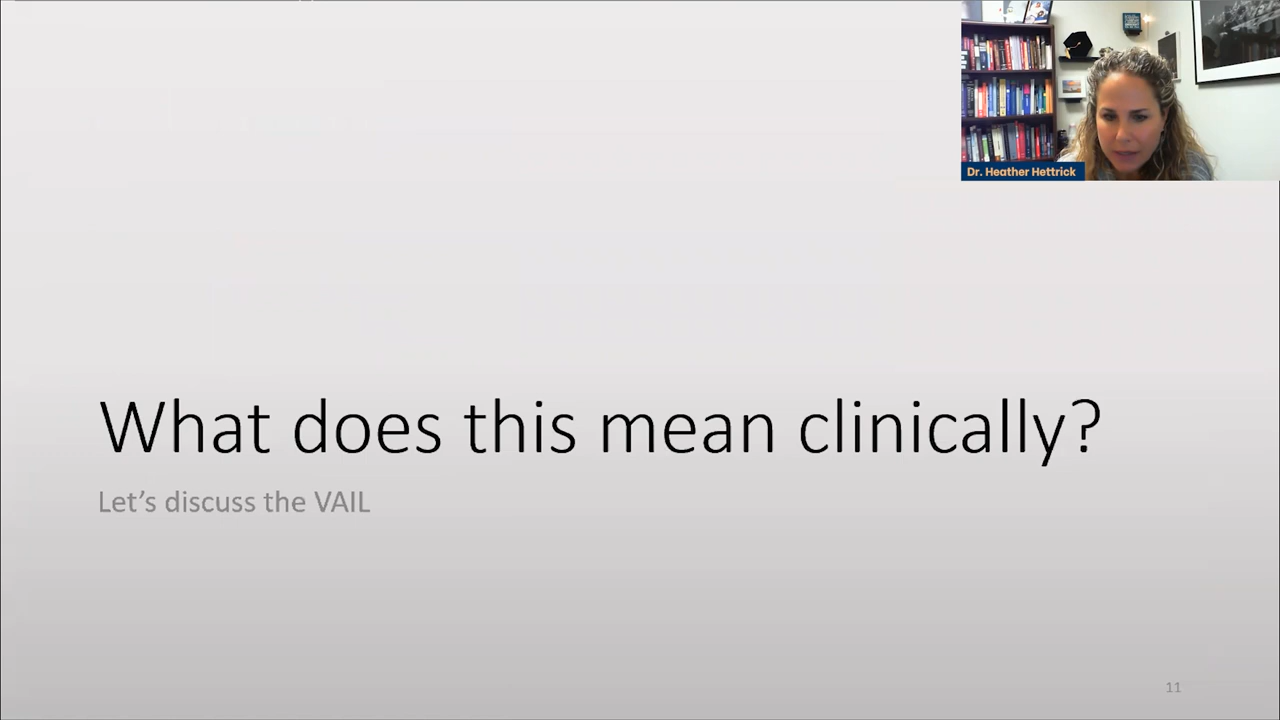 Dr. Heather Hettrick
What does this mean clinically?
Let's discuss the VAIL
11